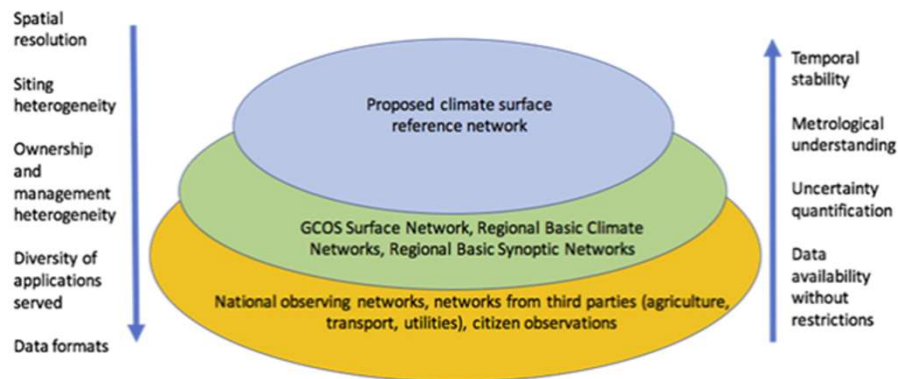 Spatial
resolution
Siting
heterogeneity
Ownership
and
management
heterogeneity
Diversity of
applications
served
Data formats
Proposed climate surface
reference network
GCOS Surface Network, Regional Basic Climate
Networks, Regional Basic Synoptic Networks
National observing networks, networks from third parties (agriculture,
transport, utilities), citizen observations
Temporal
stability
Metrological
understanding
Uncertainty
quantification
Data
availability
without
restrictions